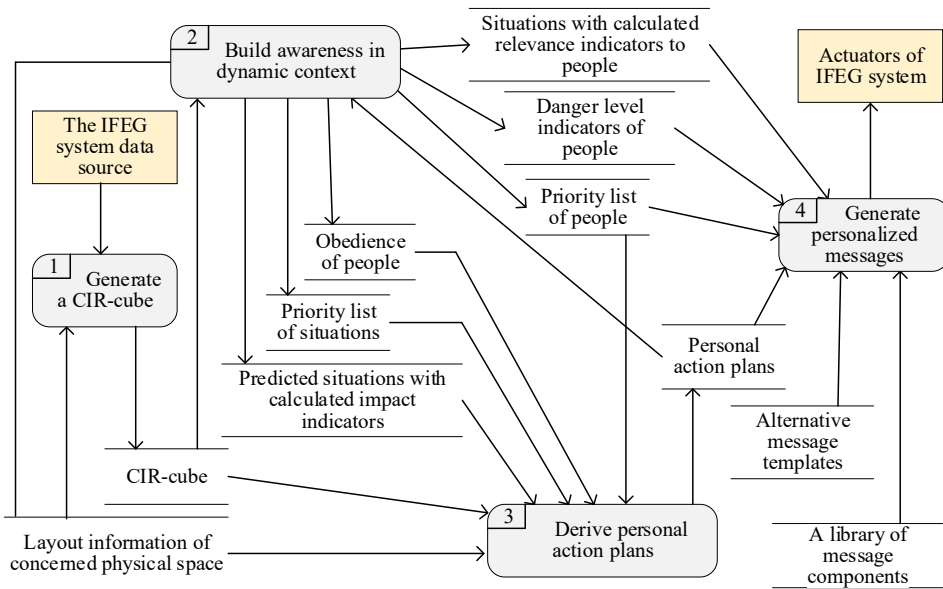 2
Build awareness in
dynamic context
Situations with calculated
relevance indicators to
people
Actuators of
IFEG system
Danger level
indicators of
people
The IFEG
system data
source
Priority list
of people
4
Generate
personalized
messages
Obedience
of people
1
Generate
a CIR-cube
Priority list
of situations
Personal
action plans
Predicted situations with
calculated impact
indicators
Alternative
message
templates
CIR-cube
3
Derive personal
action plans
Layout information of
concerned physical space
A library of
message
components